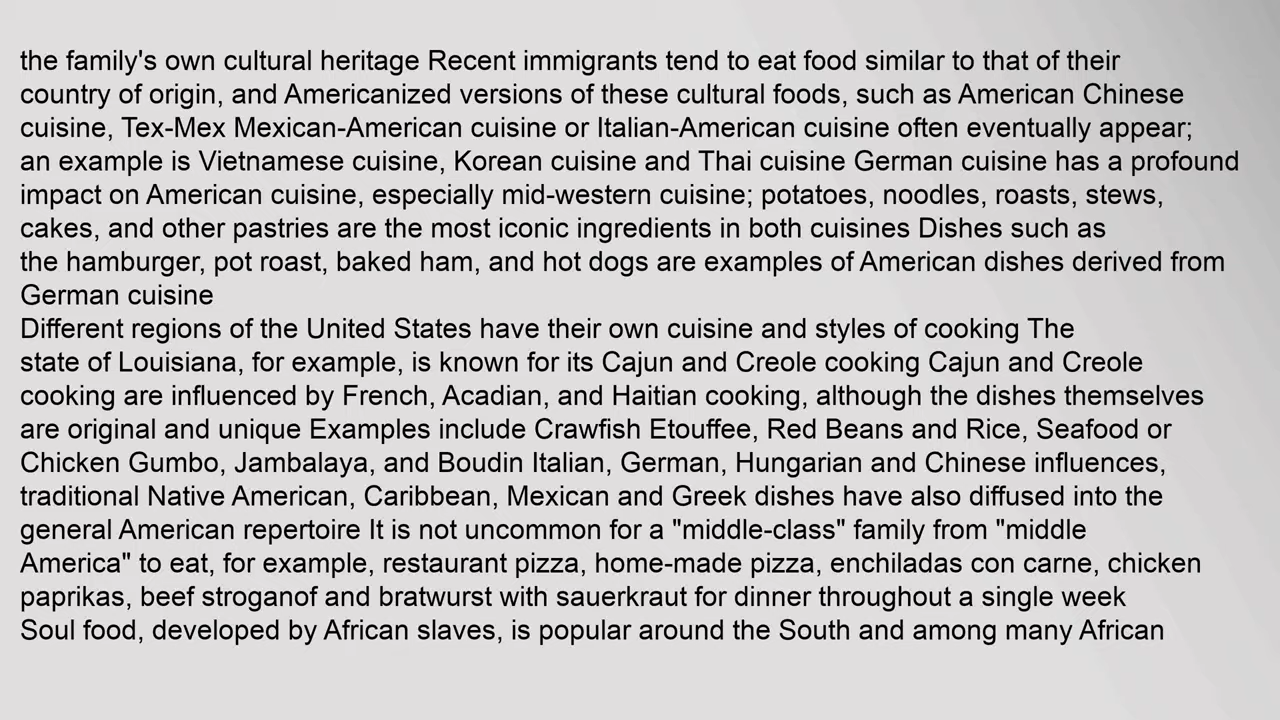 the family's own cultural heritage Recent immigrants tend to eat food similar to that of their
country of origin, and Americanized versions of these cultural foods, such as American Chinese
cuisine, Tex-Mex Mexican-American cuisine or Italian-American cuisine often eventually appear;
an example is Vietnamese cuisine, Korean cuisine and Thai cuisine German cuisine has a profound
impact on American cuisine, especially mid-western cuisine; potatoes, noodles, roasts, stews,
cakes, and other pastries are the most iconic ingredients in both cuisines Dishes such as
the hamburger, pot roast, baked ham, and hot dogs are examples of American dishes derived from
German cuisine
Different regions of the United States have their own cuisine and styles of cooking The
state of Louisiana, for example, is known for its Cajun and Creole cooking Cajun and Creole
cooking are influenced by French, Acadian, and Haitian cooking, although the dishes themselves
are original and unique Examples include Crawfish Etouffee, Red Beans and Rice, Seafood or
Chicken Gumbo, Jambalaya, and Boudin Italian, German, Hungarian and Chinese influences,
traditional Native American, Caribbean, Mexican and Greek dishes have also diffused into the
general American repertoire It is not uncommon for a "middle-class" family from "middle
America" to eat, for example, restaurant pizza, home-made pizza, enchiladas con carne, chicken
paprikas, beef stroganof and bratwurst with sauerkraut for dinner throughout a single week
Soul food, developed by African slaves, is popular around the South and among many African